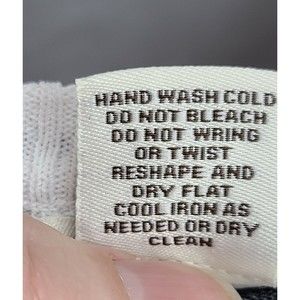 HAND WASH COLD
DO NOT BLEACH
DO NOT WRING
OR TWIST
RESHAPE AND
DRY FLAT
COOL IRON AS
NEEDED OR DRY
CLEAN